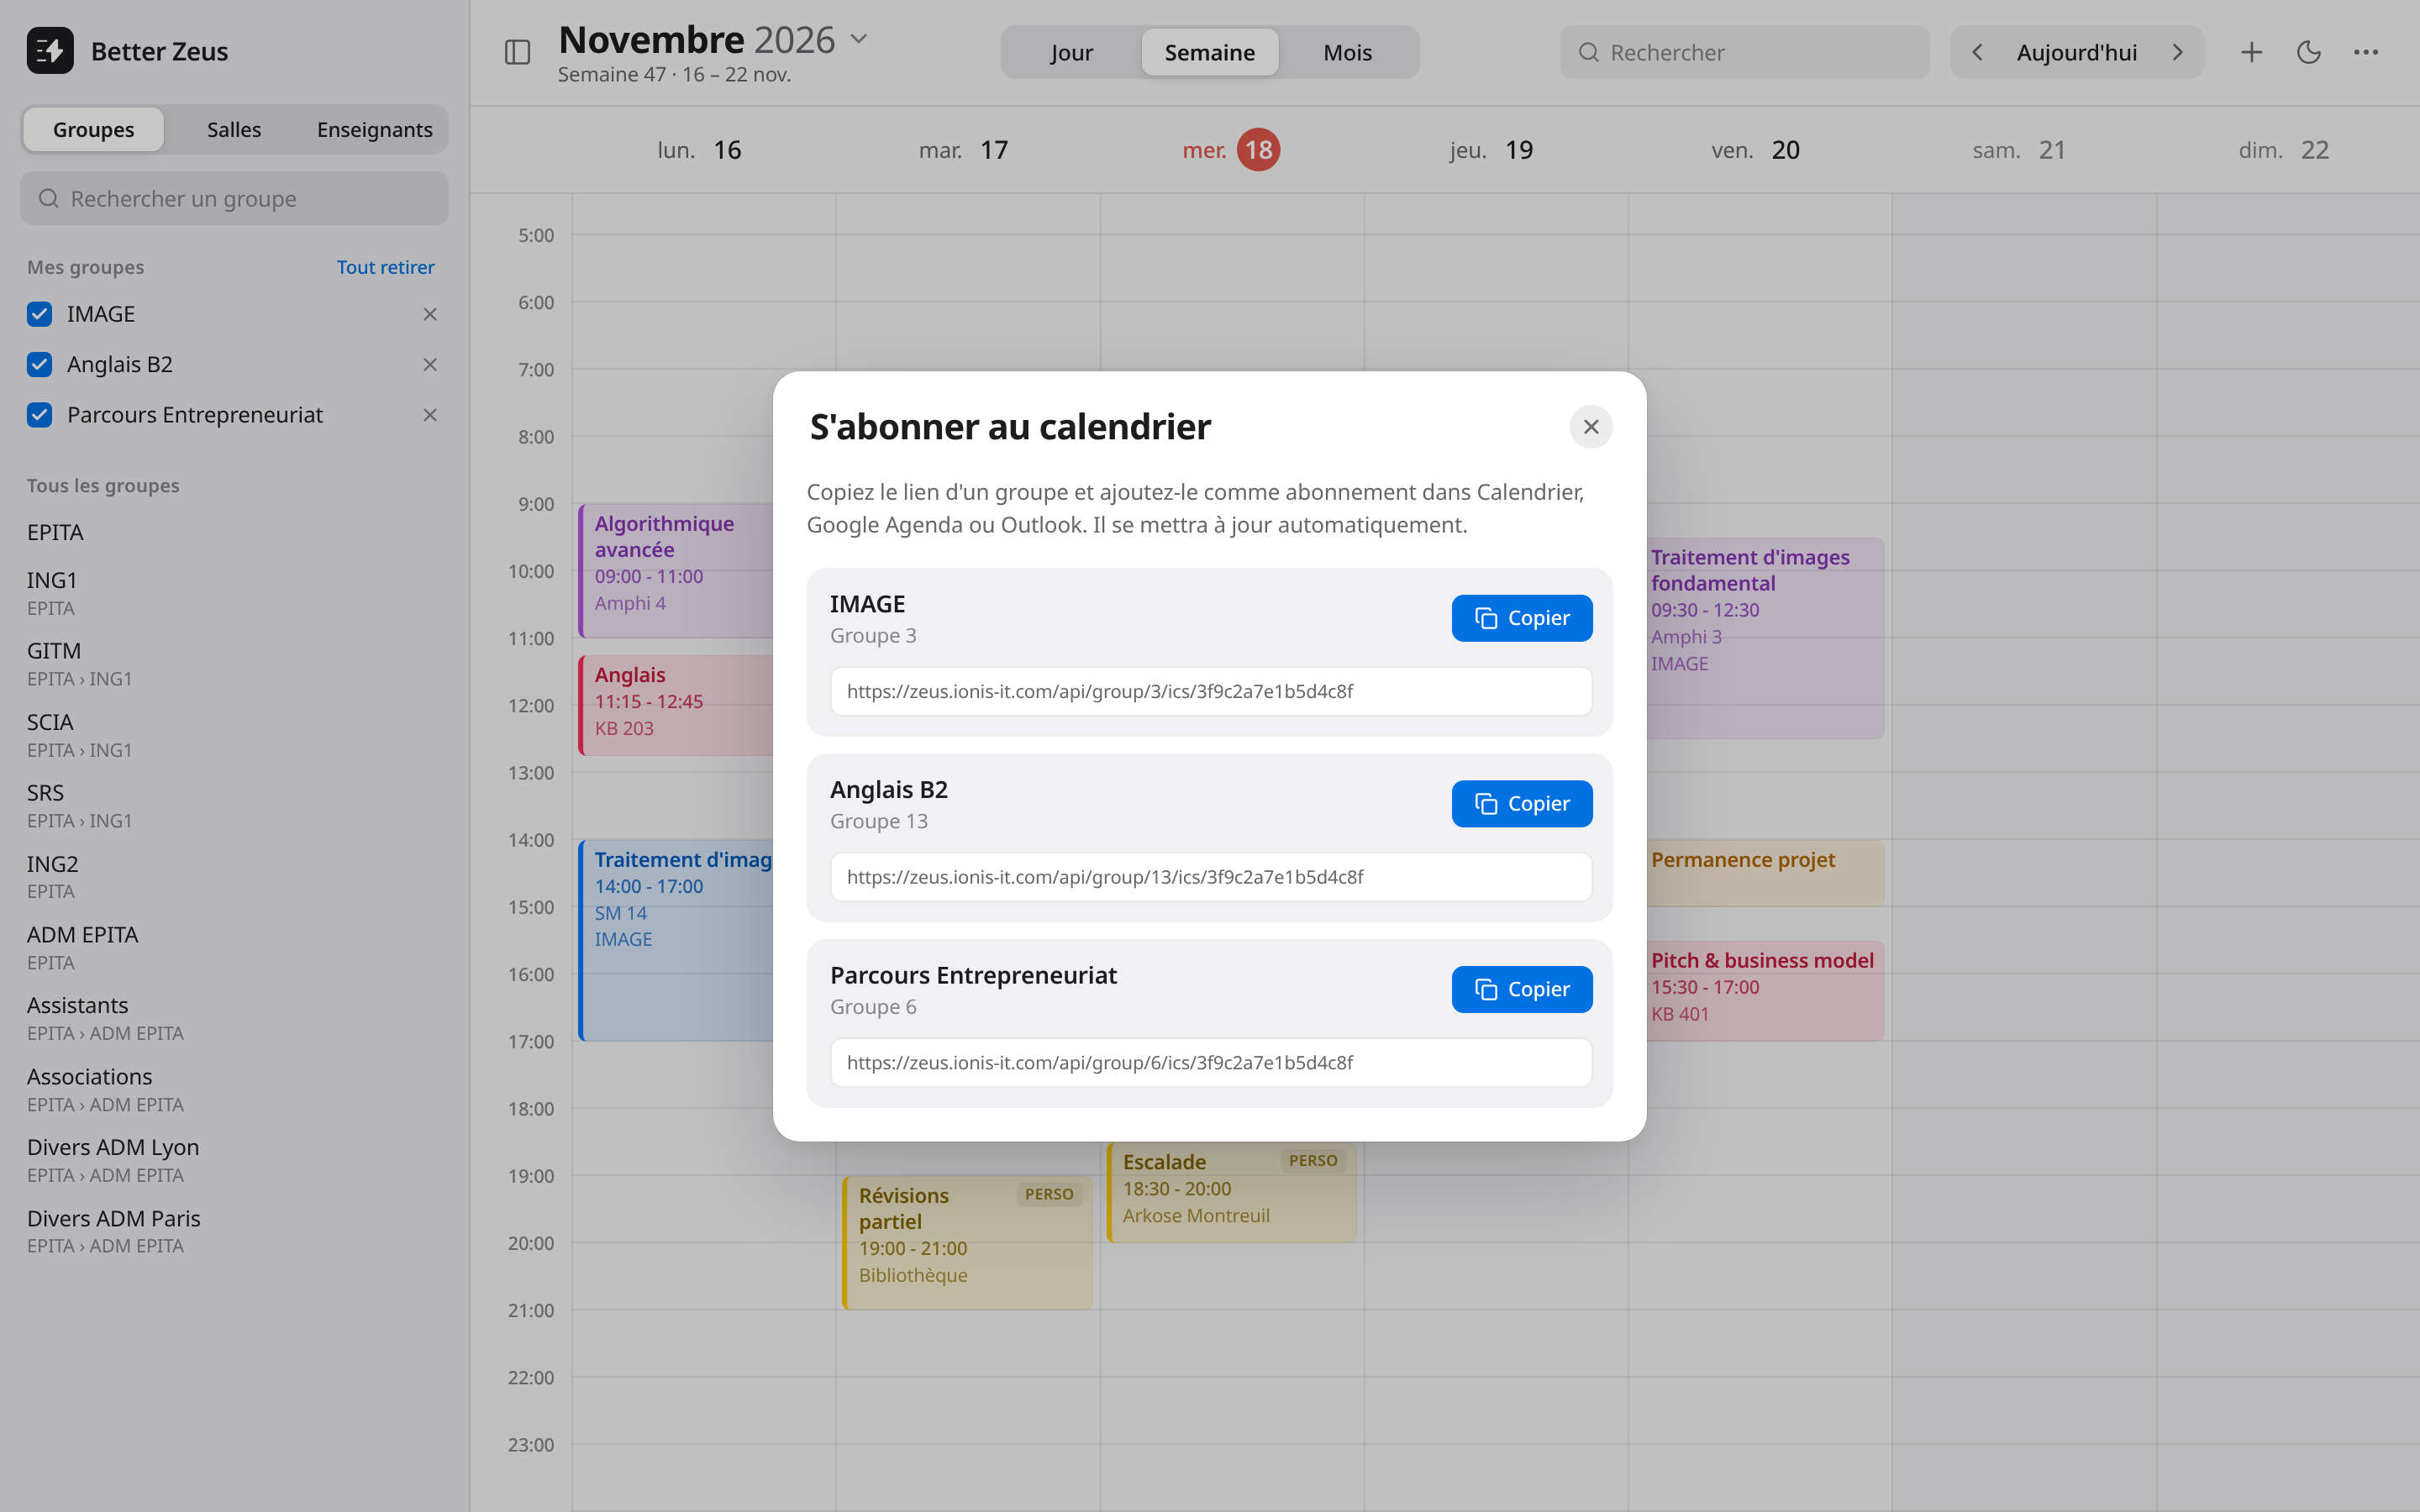 Better Zeus
Groupes
Salles
Enseignants
Rechercher un groupe
Mes groupes
Tout retirer
IMAGE
Anglais B2
Parcours Entrepreneuriat
Tous les groupes
EPITA
ING1
EPITA
GITM
EPITA › ING1
SCIA
EPITA › ING1
SRS
EPITA › ING1
ING2
EPITA
ADM EPITA
EPITA
Assistants
EPITA › ADM EPITA
Associations
EPITA › ADM EPITA
Divers ADM Lyon
EPITA › ADM EPITA
Divers ADM Paris
EPITA › ADM EPITA
Novembre 2026
Semaine 47 · 16 – 22 nov.
Jour
Semaine
Mois
Rechercher
Aujourd'hui
lun. 16
mar. 17
mer. 18
jeu. 19
ven. 20
sam. 21
dim. 22
5:00
6:00
7:00
8:00
9:00
10:00
11:00
12:00
13:00
14:00
15:00
16:00
17:00
18:00
19:00
20:00
21:00
22:00
23:00
Algorithmique
avancée
09:00 - 11:00
Amphi 4
Anglais
11:15 - 12:45
KB 203
Traitement d'imag
14:00 - 17:00
SM 14
IMAGE
Révisions
partiel
PERSO
19:00 - 21:00
Bibliothèque
Escalade
PERSO
18:30 - 20:00
Arkose Montreuil
Traitement d'images
fondamental
09:30 - 12:30
Amphi 3
IMAGE
Permanence projet
Pitch & business model
15:30 - 17:00
KB 401
S'abonner au calendrier
Copiez le lien d'un groupe et ajoutez-le comme abonnement dans Calendrier,
Google Agenda ou Outlook. Il se mettra à jour automatiquement.
IMAGE
Groupe 3
Copier
https://zeus.ionis-it.com/api/group/3/ics/3f9c2a7e1b5d4c8f
Anglais B2
Groupe 13
Copier
https://zeus.ionis-it.com/api/group/13/ics/3f9c2a7e1b5d4c8f
Parcours Entrepreneuriat
Groupe 6
Copier
https://zeus.ionis-it.com/api/group/6/ics/3f9c2a7e1b5d4c8f